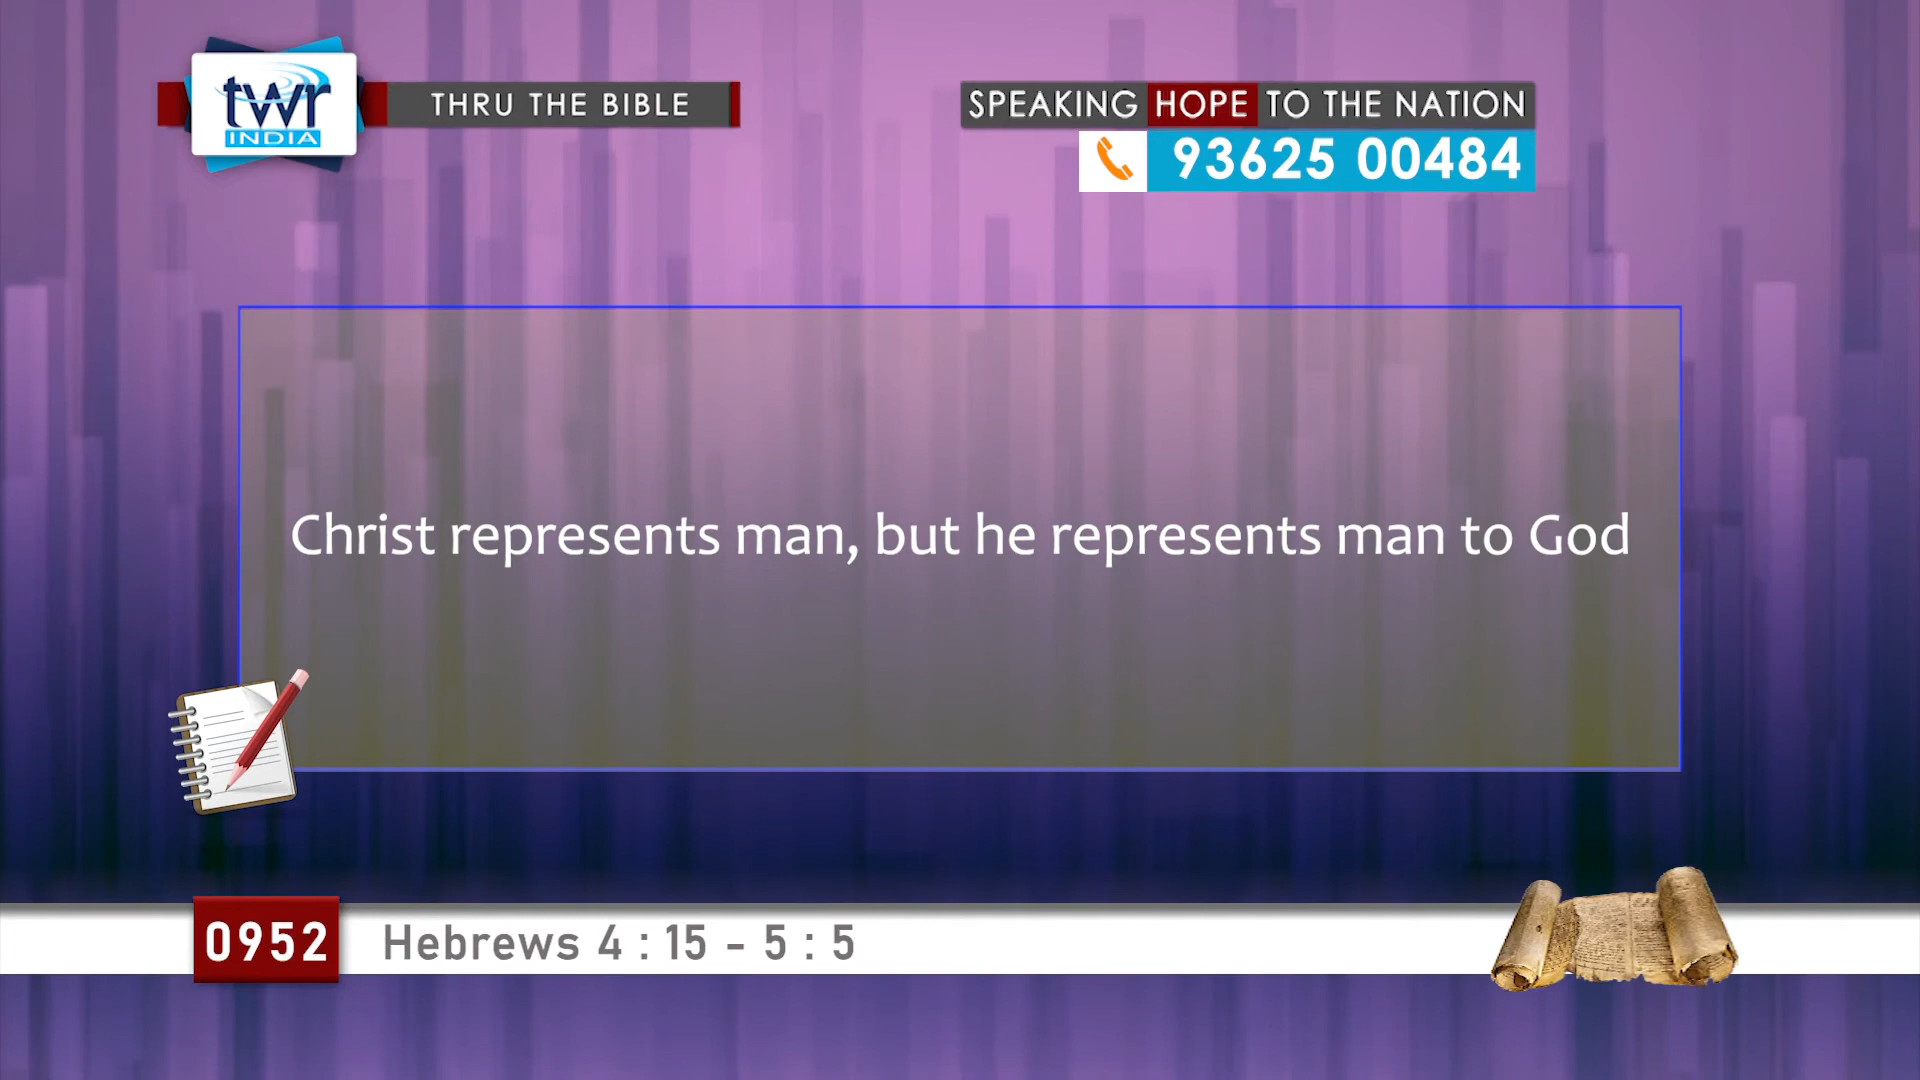 twr
INDIA
THRU THE BIBLE
SPEAKING HOPE TO THE NATION
93625 00484
Christ represents man, but he represents man to God
0952
Hebrews 4 : 15 - 5 : 5